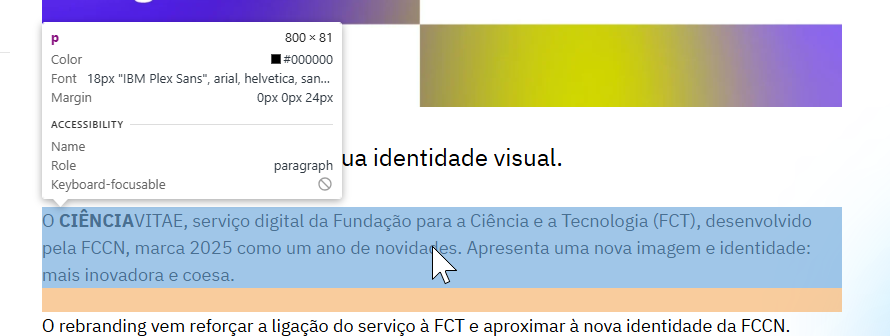 p 800 × 81
Color #000000
Font 18px "IBM Plex Sans", arial, helvetica, san...
Margin 0px 0px 24px
ACCESSIBILITY
Name
Role paragraph
Keyboard-focusable
ua identidade visual.
O CIÊNCIAVITAE, serviço digital da Fundação para a Ciência e a Tecnologia (FCT), desenvolvido
pela FCCN, marca 2025 como um ano de novidades. Apresenta uma nova imagem e identidade:
mais inovadora e coesa.
O rebranding vem reforçar a ligação do serviço à FCT e aproximar à nova identidade da FCCN.